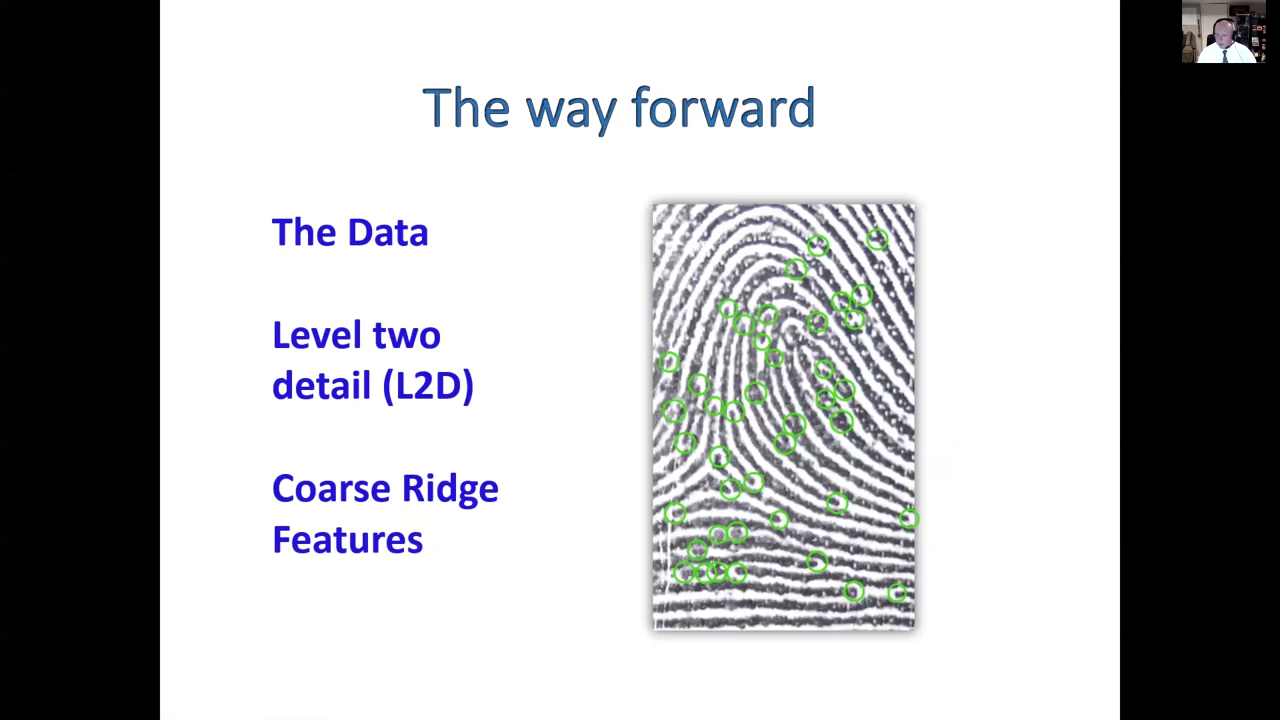 The way forward
The Data
Level two
detail (L2D)
Coarse Ridge
Features